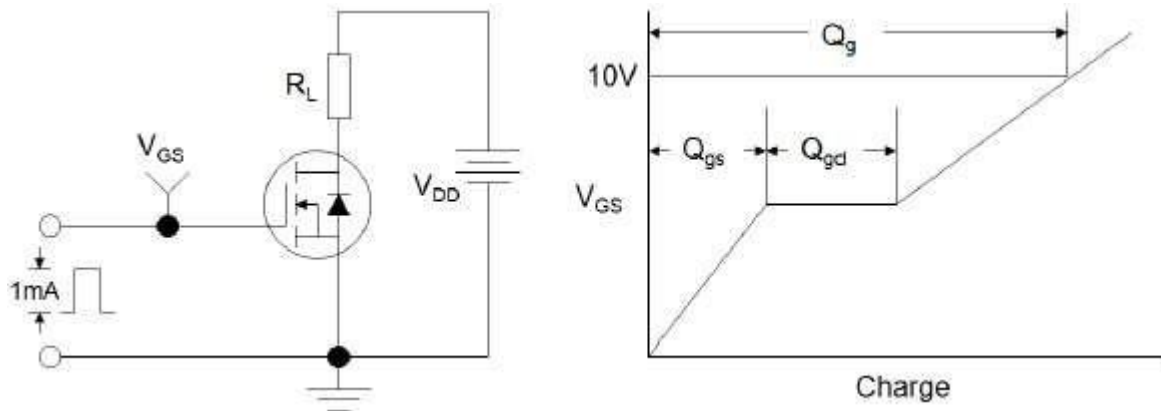 R_L
V_GS
V_DD
1mA
Q_g
10V
Q_gs
Q_gd
V_GS
Charge